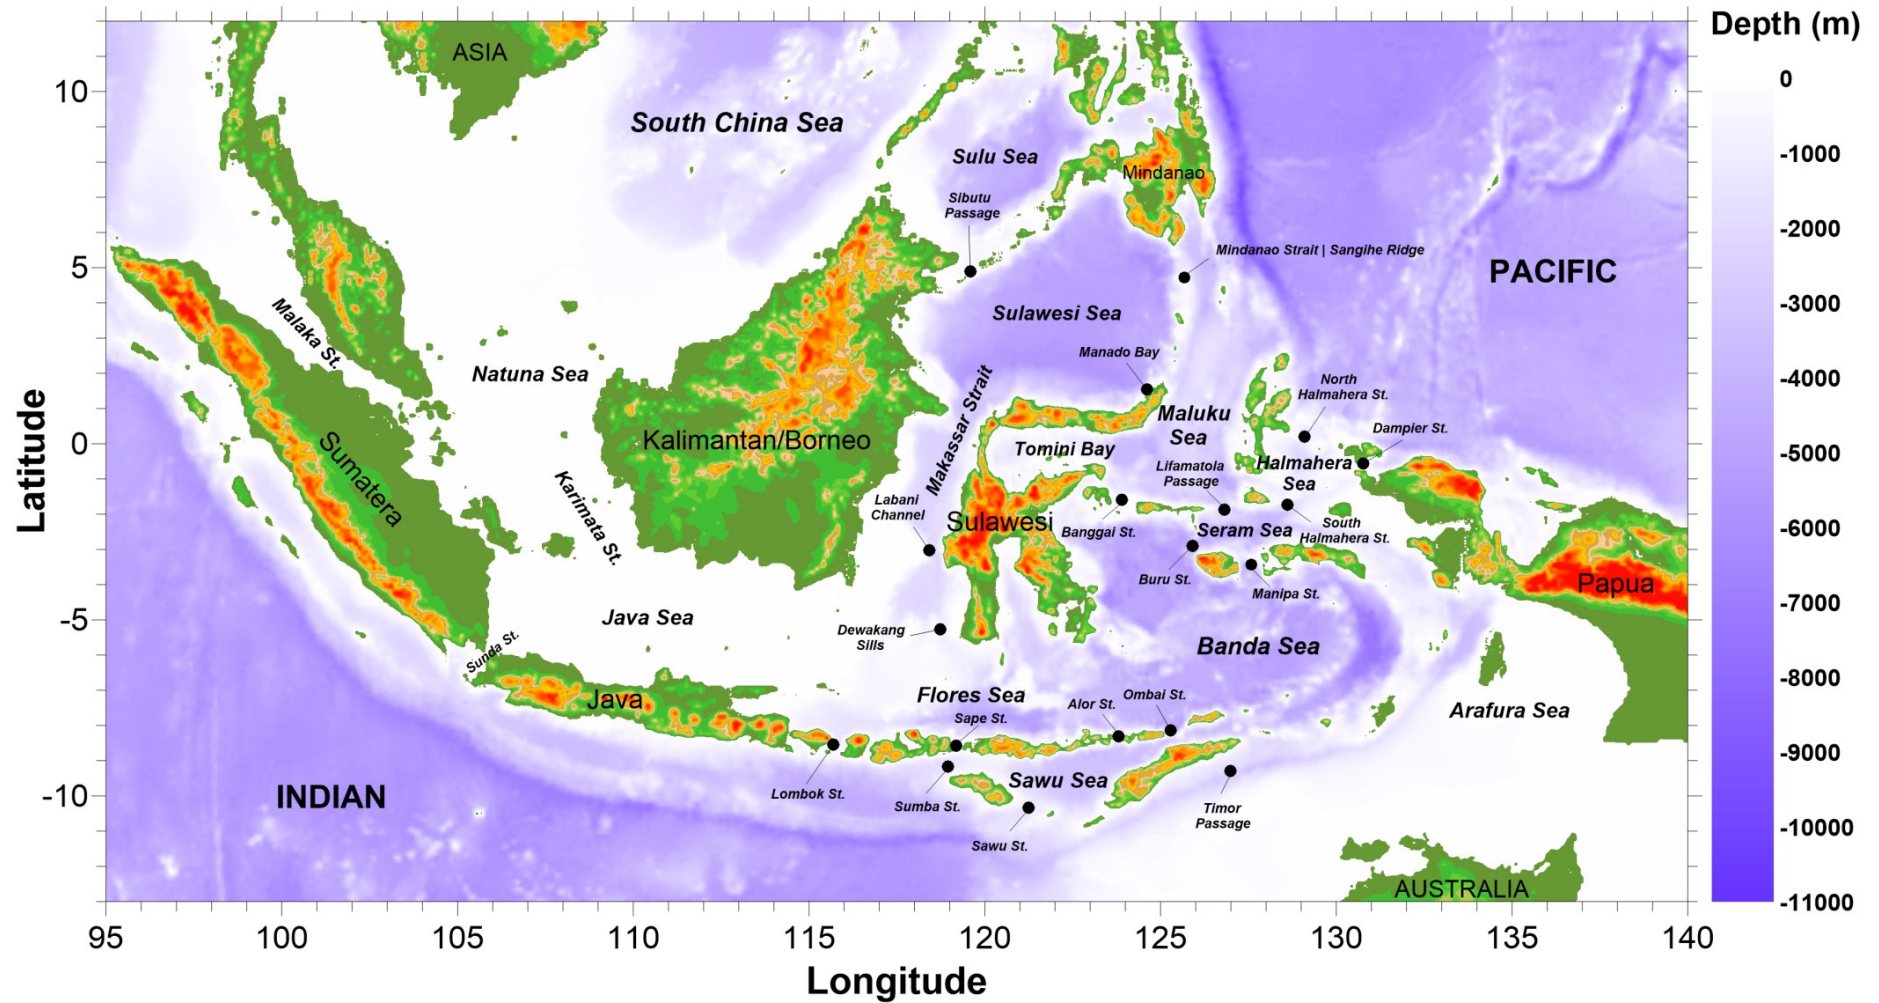 Depth (m)
ASIA
10
South China Sea
Sulu Sea
Mindanao
Sibutu
Passage
Mindanao Strait | Sangihe Ridge
PACIFIC
5
Malaka St.
Sulawesi Sea
Natuna Sea
Manado Bay
Makassar Strait
North
Halmahera St.
Maluku
Sea
Dampier St.
Latitude
0
Sumatera
Kalimantan/Borneo
Tomini Bay
Halmahera
Sea
Lifamatola
Passage
Karimata St.
Labani
Channel
Sulawesi
Banggai St.
Seram Sea
South
Halmahera St.
Buru St.
Manipa St.
Papua
-5
Java Sea
Dewakang
Sills
Banda Sea
Sunda St.
Java
Flores Sea
Sape St.
Alor St.
Ombai St.
Arafura Sea
-10
INDIAN
Lombok St.
Sumba St.
Sawu Sea
Sawu St.
Timor
Passage
AUSTRALIA
0
-1000
-2000
-3000
-4000
-5000
-6000
-7000
-8000
-9000
-10000
-11000
95
100
105
110
115
120
125
130
135
140
Longitude